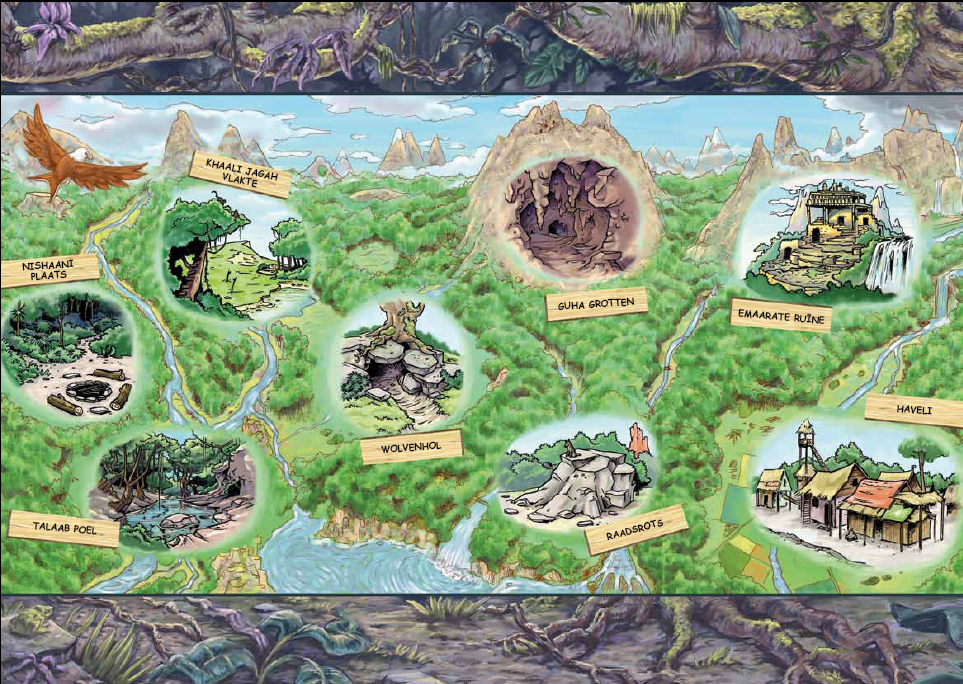 KHAALI JAGAH
VLAKTE
NISHAANI
PLAATS
GUHA GROTTEN
EMAARATE RUÏNE
HAVELI
WOLVENHOL
TALAAB POEL
RAADSROTS